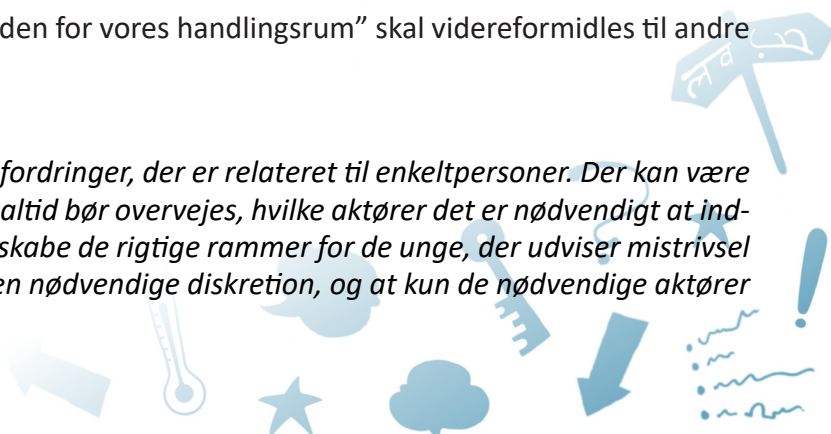 den for vores handlingsrum” skal videreformidles til andre
fordringer, der er relateret til enkeltpersoner. Der kan være
altid bør overvejes, hvilke aktører det er nødvendigt at ind-
skabe de rigtige rammer for de unge, der udviser mistrivsel
en nødvendige diskretion, og at kun de nødvendige aktører